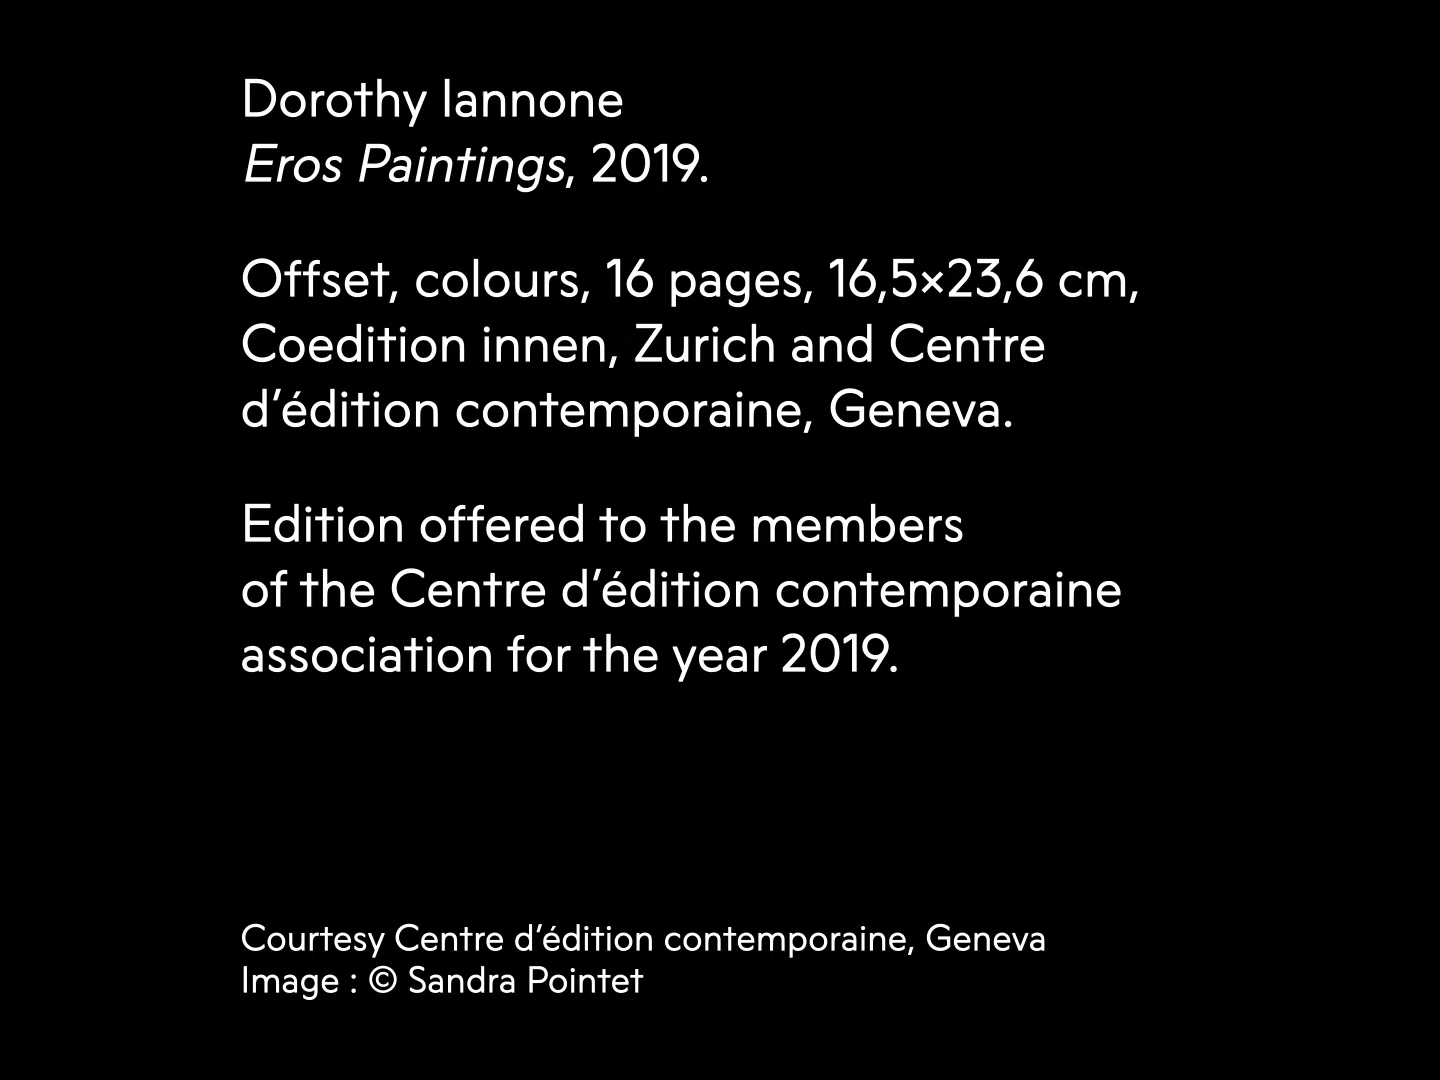 Dorothy Iannone
Eros Paintings, 2019.
Offset, colours, 16 pages, 16,5×23,6 cm,
Coedition innen, Zurich and Centre
d’édition contemporaine, Geneva.
Edition offered to the members
of the Centre d’édition contemporaine
association for the year 2019.
Courtesy Centre d’édition contemporaine, Geneva
Image : © Sandra Pointet